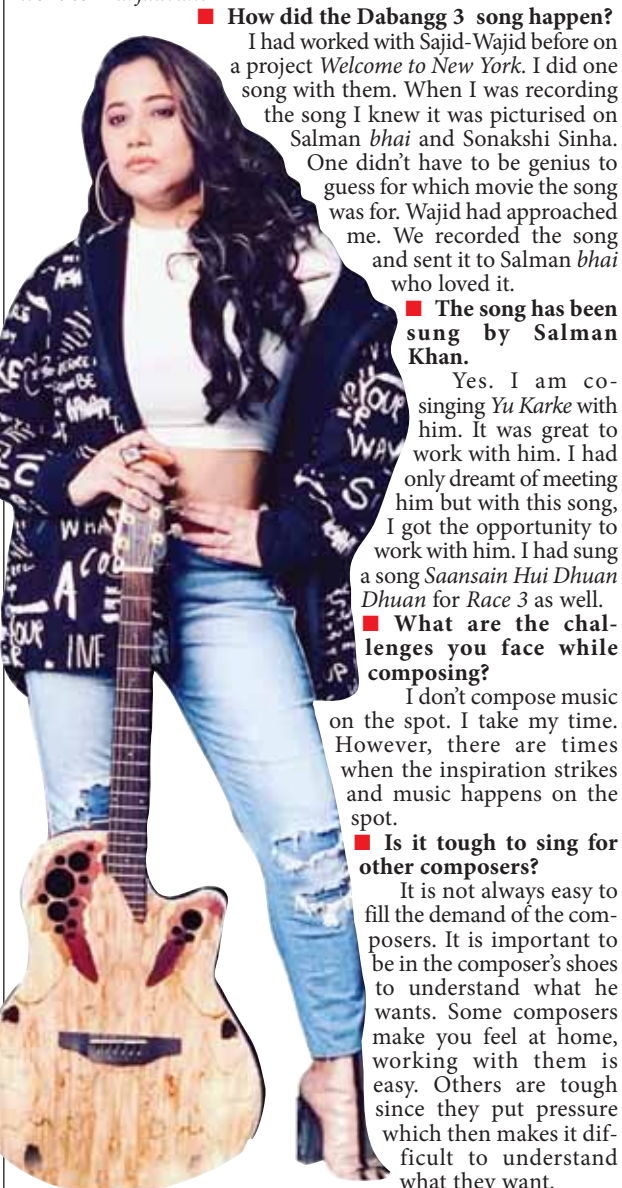 ■ How did the Dabangg 3 song happen?
I had worked with Sajid-Wajid before on
a project Welcome to New York. I did one
song with them. When I was recording
the song I knew it was picturised on
Salman bhai and Sonakshi Sinha.
One didn't have to be genius to
guess for which movie the song
was for. Wajid had approached
me. We recorded the song
and sent it to Salman bhai
who loved it.
■ The song has been
sung by Salman
Khan.
Yes. I am co-
singing Yu Karke with
him. It was great to
work with him. I had
only dreamt of meeting
him but with this song,
I got the opportunity to
work with him. I had sung
a song Saansain Hui Dhuan
Dhuan for Race 3 as well.
■ What are the chal-
lenges you face while
composing?
I don't compose music
on the spot. I take my time.
However, there are times
when the inspiration strikes
and music happens on the
spot.
■ Is it tough to sing for
other composers?
It is not always easy to
fill the demand of the com-
posers. It is important to
be in the composer's shoes
to understand what he
wants. Some composers
make you feel at home,
working with them is
easy. Others are tough
since they put pressure
which then makes it dif-
ficult to understand
what they want.
YOUR
WAY
WHAT
A COO
YOUR
INF